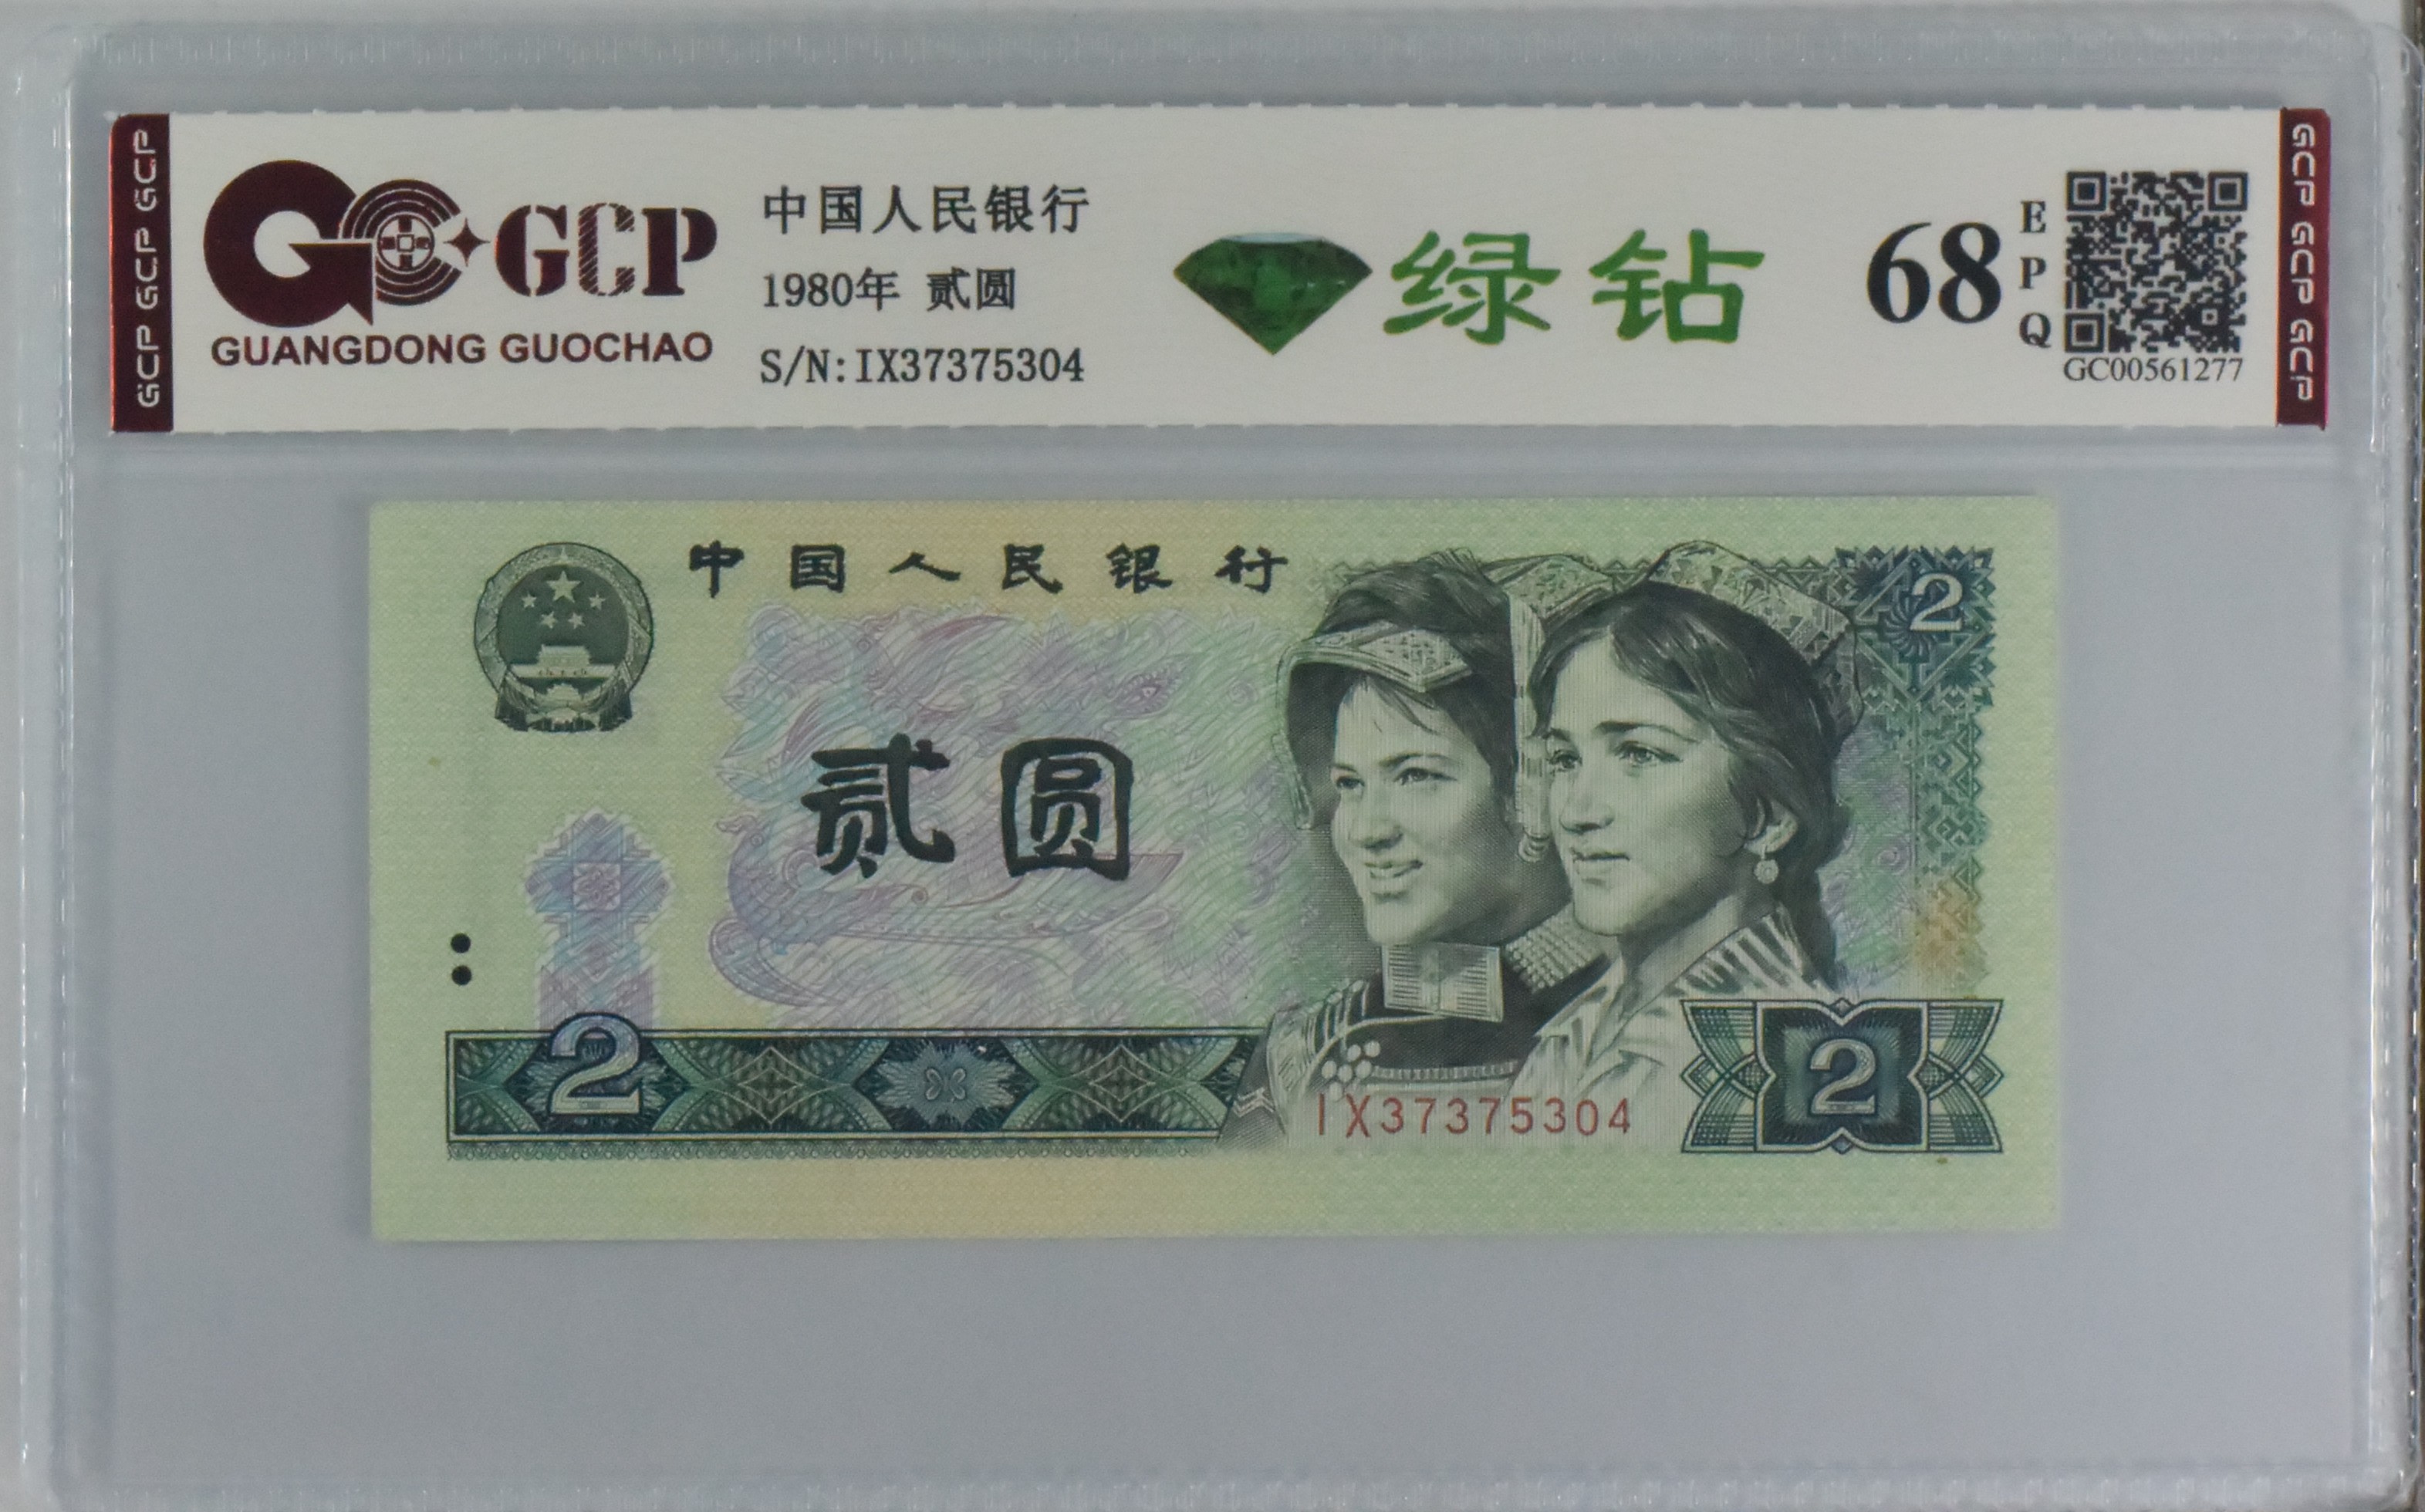 GCP GCP GCP
GCP
GUANGDONG GUOCHAO
中国人民银行
1980年 贰圆
S/N:IX37375304
绿钻
68
E
P
Q
GC00561277
GCP GCP GCP
中国人民银行
2
贰圆
2
IX37375304
2